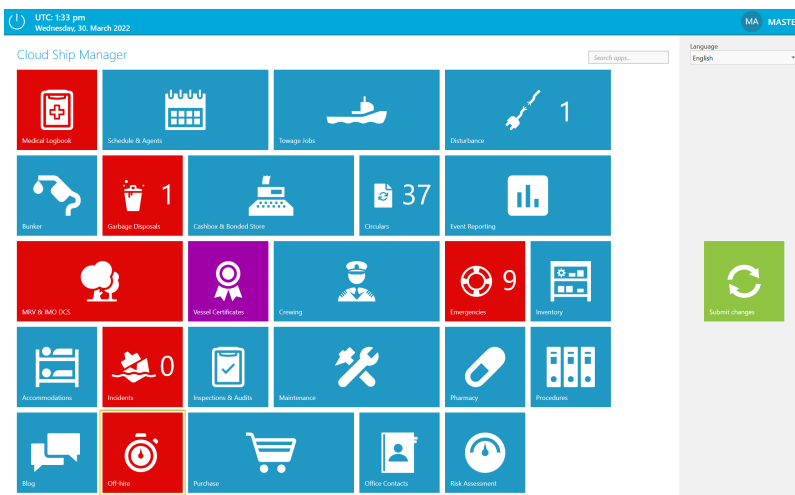 UTC: 1:33 pm
Wednesday, 30. March 2022
MA MASTE
Cloud Ship Manager
Search apps...
Language
English
Medical Logbook
Schedule & Agents
Towage Jobs
1
Disturbance
Bunker
1
Garbage Disposals
Cashbox & Bonded Store
37
Circulars
Event Reporting
MRV & IMO DCS
Vessel Certificates
Crewing
9
Emergencies
Inventory
Submit changes
Accommodations
0
Incidents
Inspections & Audits
Maintenance
Pharmacy
Procedures
Blog
Off-hire
Purchase
Office Contacts
Risk Assessment